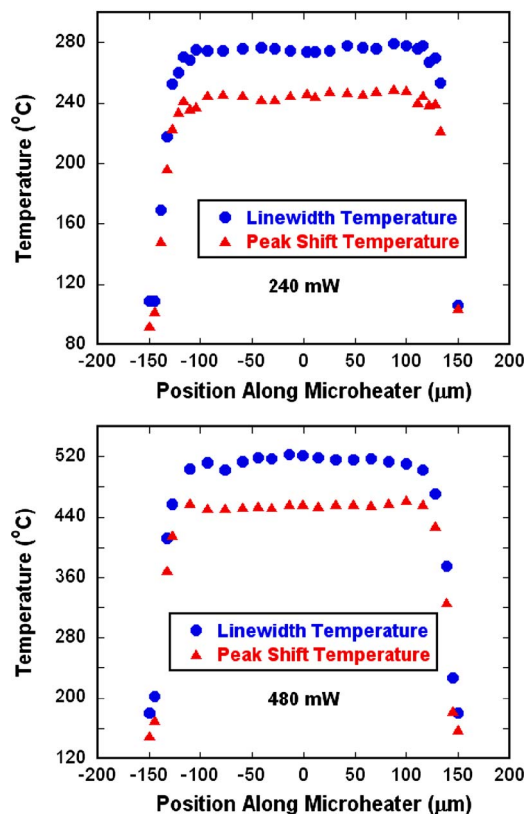 280
240
200
160
120
80
Temperature (°C)
Linewidth Temperature
Peak Shift Temperature
240 mW
-200 -150 -100 -50 0 50 100 150 200
Position Along Microheater (μm)
520
440
360
280
200
120
Temperature (°C)
Linewidth Temperature
Peak Shift Temperature
480 mW
-200 -150 -100 -50 0 50 100 150 200
Position Along Microheater (μm)